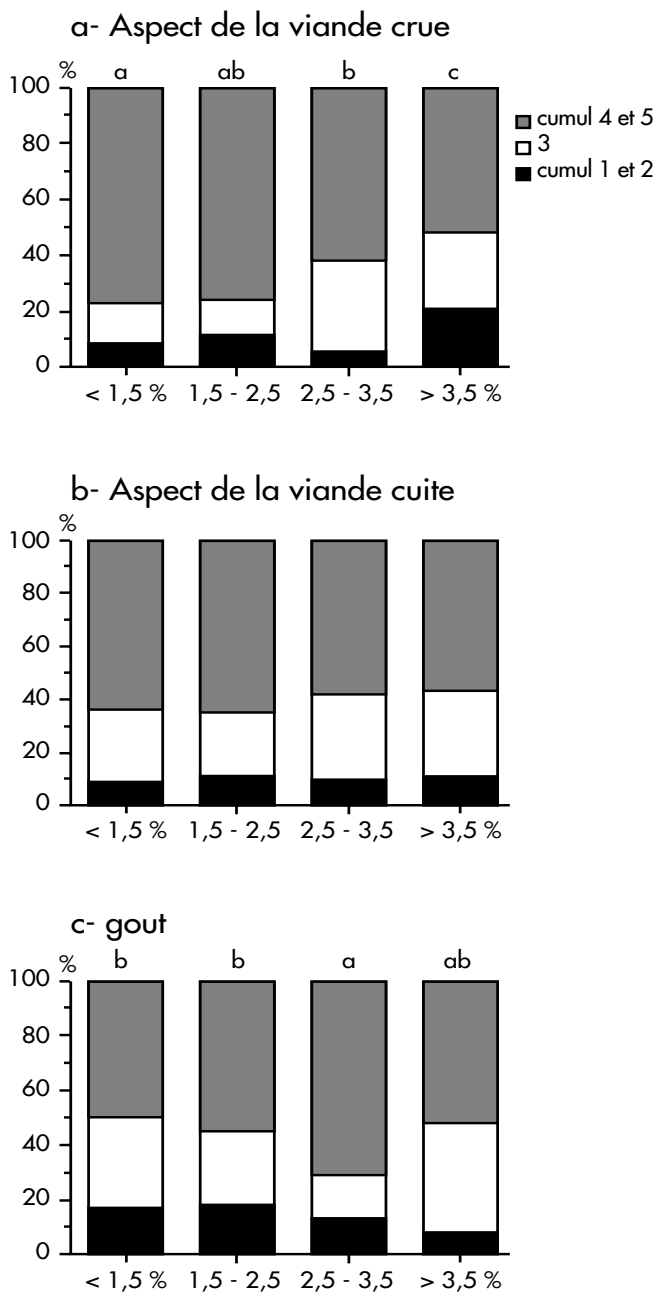 a- Aspect de la viande crue
% a ab b c
100
80
60
40
20
0
cumul 4 et 5
3
cumul 1 et 2
< 1,5 % 1,5 - 2,5 2,5 - 3,5 > 3,5 %
b- Aspect de la viande cuite
%
100
80
60
40
20
0
< 1,5 % 1,5 - 2,5 2,5 - 3,5 > 3,5 %
c- gout
% b b a ab
100
80
60
40
20
0
< 1,5 % 1,5 - 2,5 2,5 - 3,5 > 3,5 %